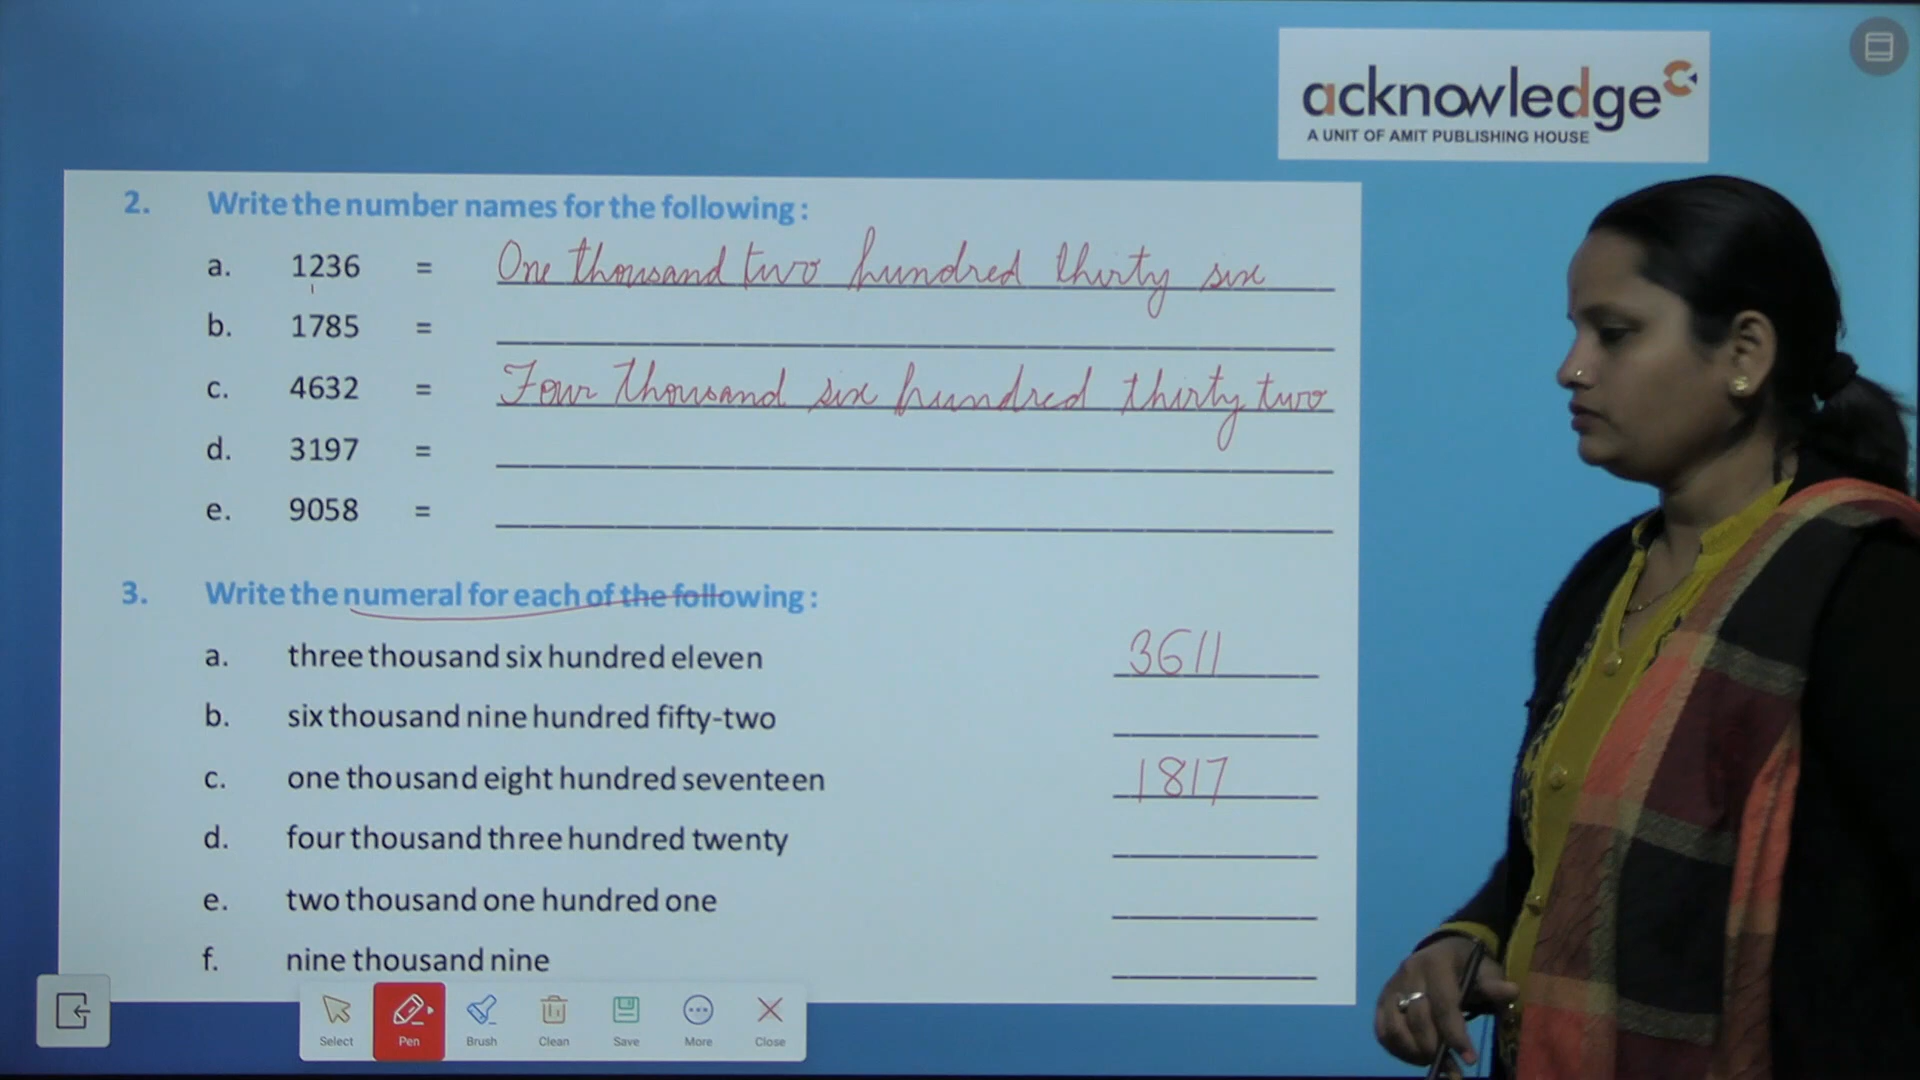 acknowledge
A UNIT OF AMIT PUBLISHING HOUSE
2. Write the number names for the following :
a. 1236 = One thousand two hundred thirty six
b. 1785 =
c. 4632 = Four thousand six hundred thirty two
d. 3197 =
e. 9058 =
3. Write the numeral for each of the following :
a. three thousand six hundred eleven 3611
b. six thousand nine hundred fifty-two
c. one thousand eight hundred seventeen 1817
d. four thousand three hundred twenty
e. two thousand one hundred one
f. nine thousand nine
Select Pen Brush Clean Save More Close